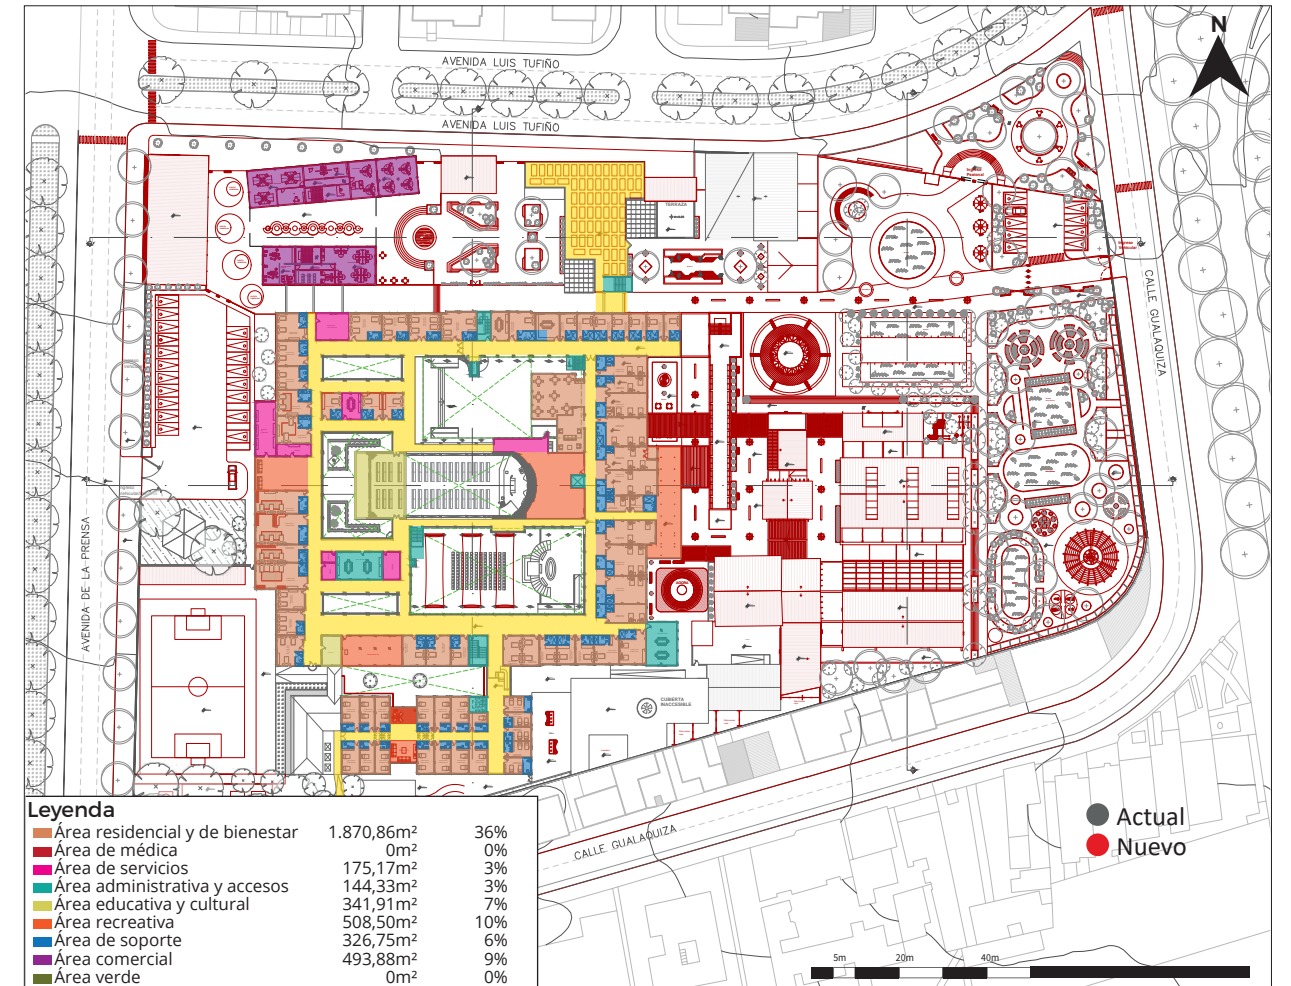 AVENIDA LUIS TUFIÑO
N
AVENIDA LUIS TUFIÑO
TERRAZA
CALLE GUALAQUIZA
AVENIDA DE LA PRENSA
CUBIERTA
INACCESIBLE
CALLE GUALAQUIZA
Actual
Nuevo
Leyenda
Área residencial y de bienestar 1.870,86m² 36%
Área de médica 0m² 0%
Área de servicios 175,17m² 3%
Área administrativa y accesos 144,33m² 3%
Área educativa y cultural 341,91m² 7%
Área recreativa 508,50m² 10%
Área de soporte 326,75m² 6%
Área comercial 493,88m² 9%
Área verde 0m² 0%
5m 20m 40m